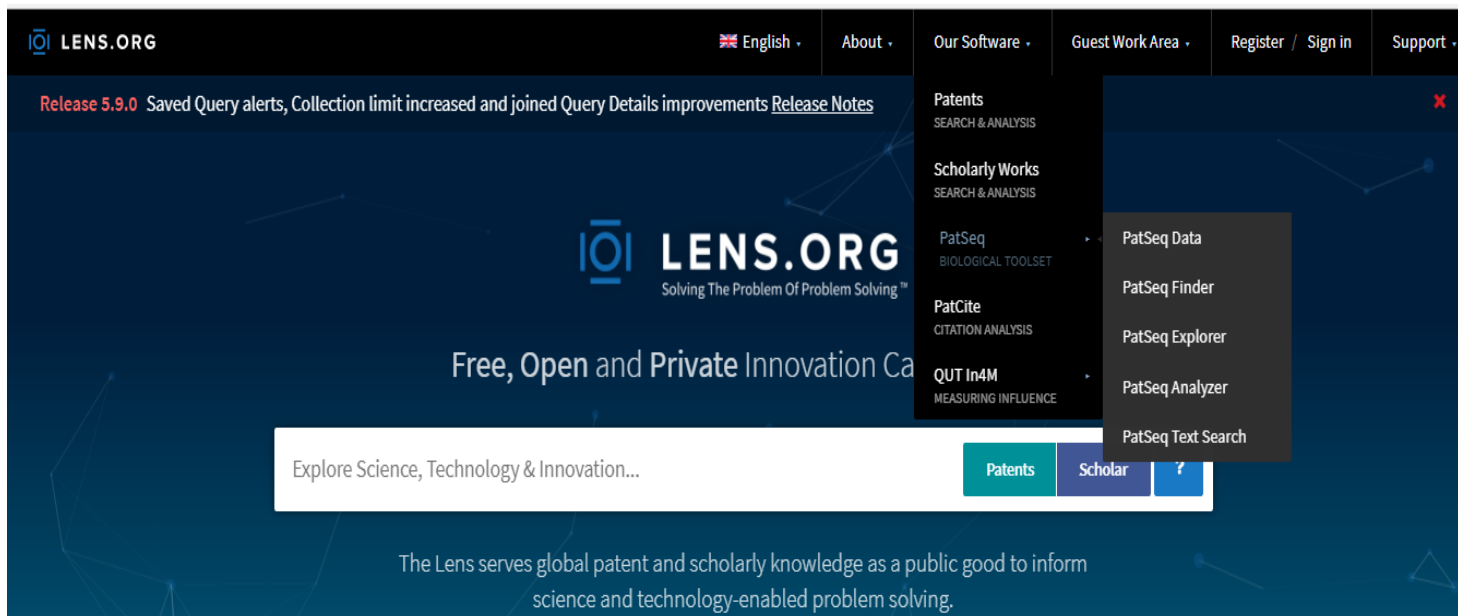 LENS.ORG
English
About
Our Software
Guest Work Area
Register / Sign in
Support
Release 5.9.0 Saved Query alerts, Collection limit increased and joined Query Details improvements Release Notes
Patents
SEARCH & ANALYSIS
Scholarly Works
SEARCH & ANALYSIS
PatSeq
BIOLOGICAL TOOLSET
PatCite
CITATION ANALYSIS
QUT In4M
MEASURING INFLUENCE
PatSeq Data
PatSeq Finder
PatSeq Explorer
PatSeq Analyzer
PatSeq Text Search
LENS.ORG
Solving The Problem Of Problem Solving™
Free, Open and Private Innovation Ca
Explore Science, Technology & Innovation...
Patents
Scholar
?
The Lens serves global patent and scholarly knowledge as a public good to inform
science and technology-enabled problem solving.